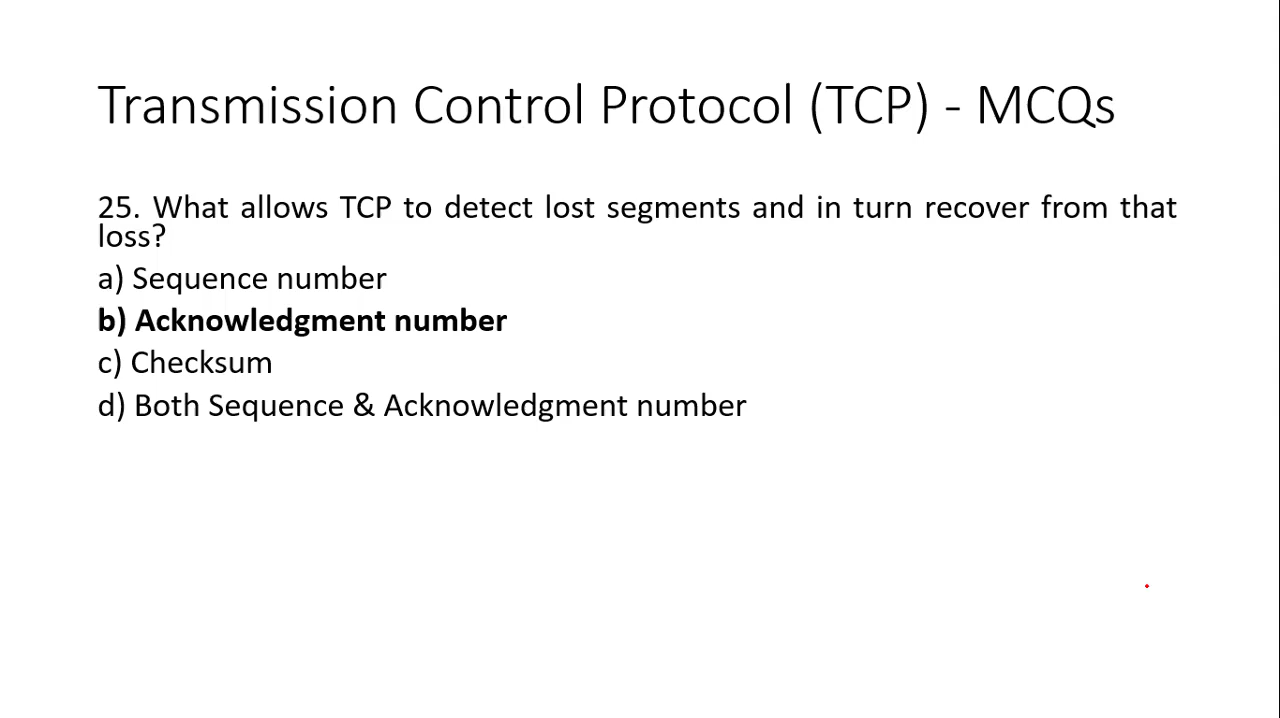 Transmission Control Protocol (TCP) - MCQs
25. What allows TCP to detect lost segments and in turn recover from that
loss?
a) Sequence number
b) Acknowledgment number
c) Checksum
d) Both Sequence & Acknowledgment number